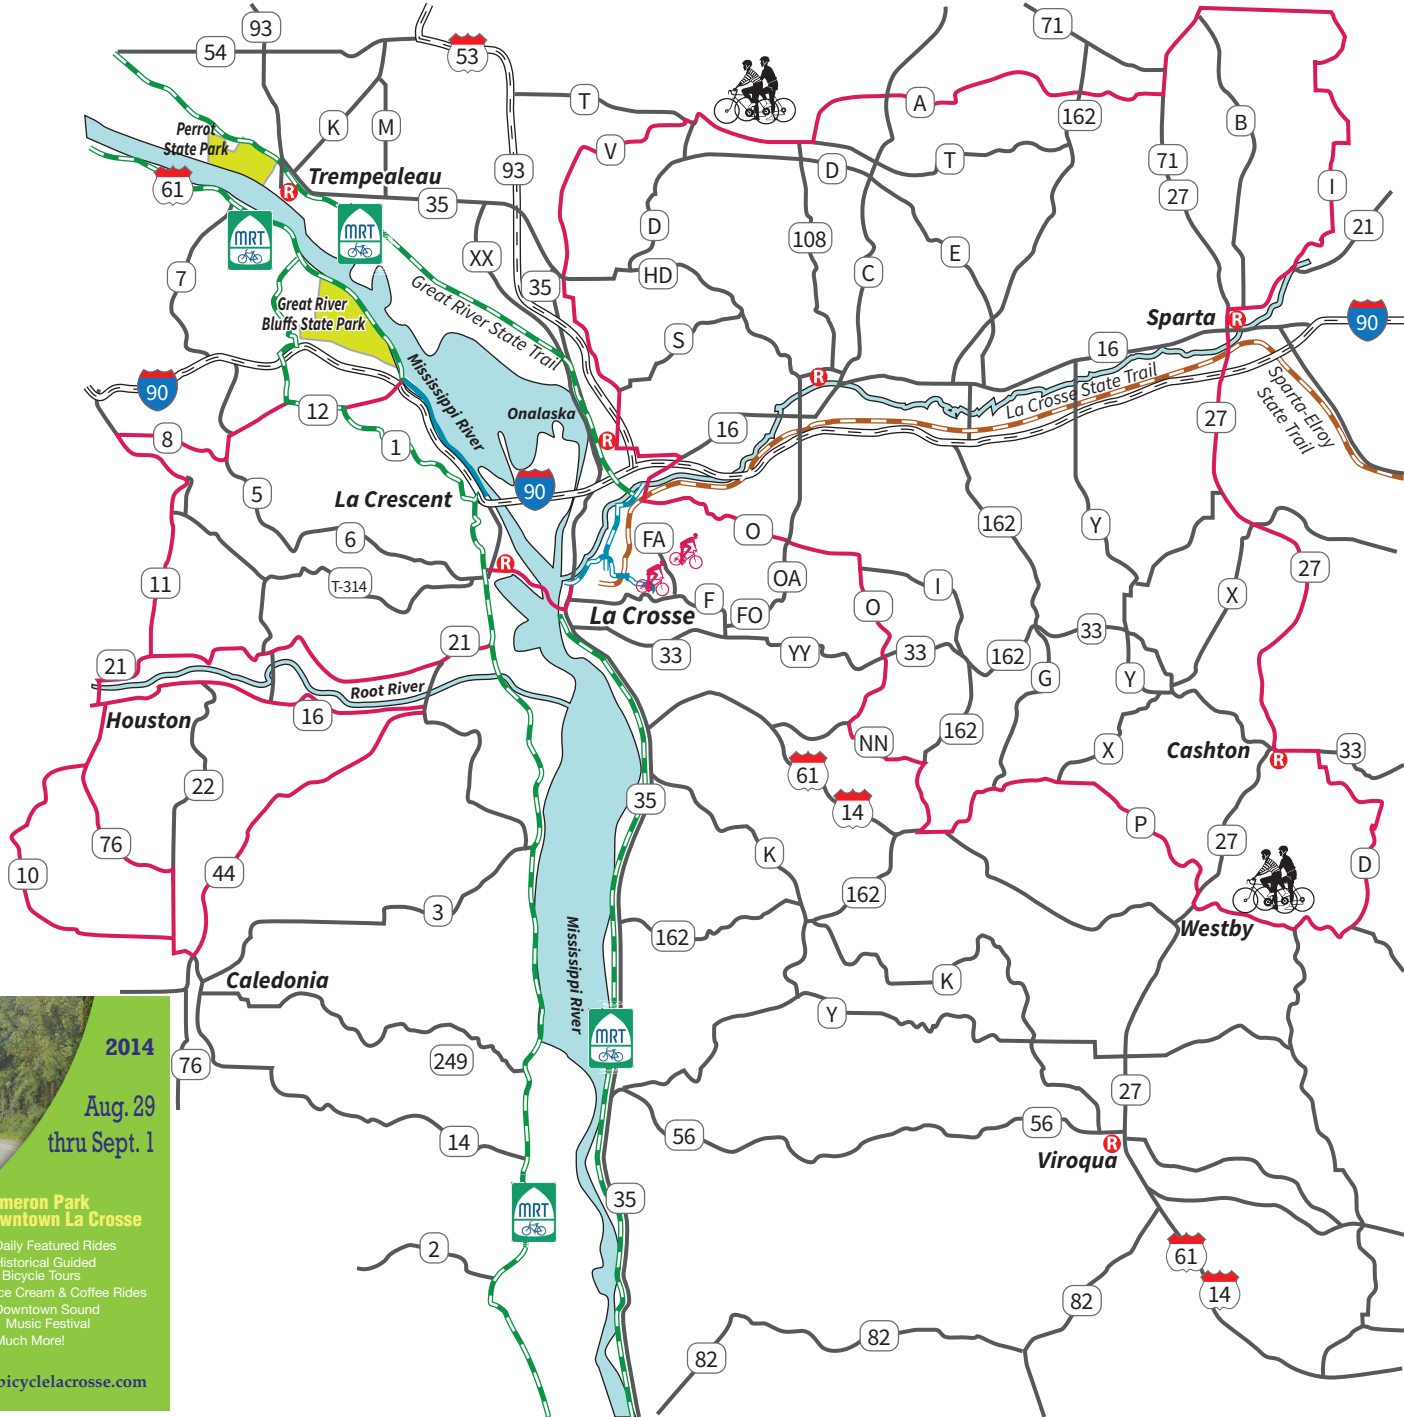 93
54
53
71
T
A
162
K
M
V
B
Perrot
State Park
93
T
71
D
61
R
Trempealeau
27
I
35
D
21
MRT
MRT
108
XX
E
C
7
HD
35
Great River
Bluffs State Park
Great River State Trail
Sparta
R
90
S
16
Mississippi River
R
90
La Crosse State Trail
Sparta-Elroy
State Trail
12
Onalaska
8
16
27
1
R
La Crescent
90
5
162
Y
O
6
FA
R
OA
I
27
11
T-314
F
X
FO
O
La Crosse
33
21
33
YY
33
162
21
G
Y
Root River
16
Houston
162
NN
X
Cashton
R
33
61
22
35
14
P
76
27
K
D
10
44
162
3
Westby
162
Mississippi River
Caledonia
K
Y
MRT
2014
249
76
Aug. 29
27
thru Sept. 1
56
56
14
R
Viroqua
meron Park
wntown La Crosse
35
MRT
Daily Featured Rides
Historical Guided
Bicycle Tours
2
61
ce Cream & Coffee Rides
14
82
Downtown Sound
Music Festival
82
Much More!
82
bicyclelacrosse.com